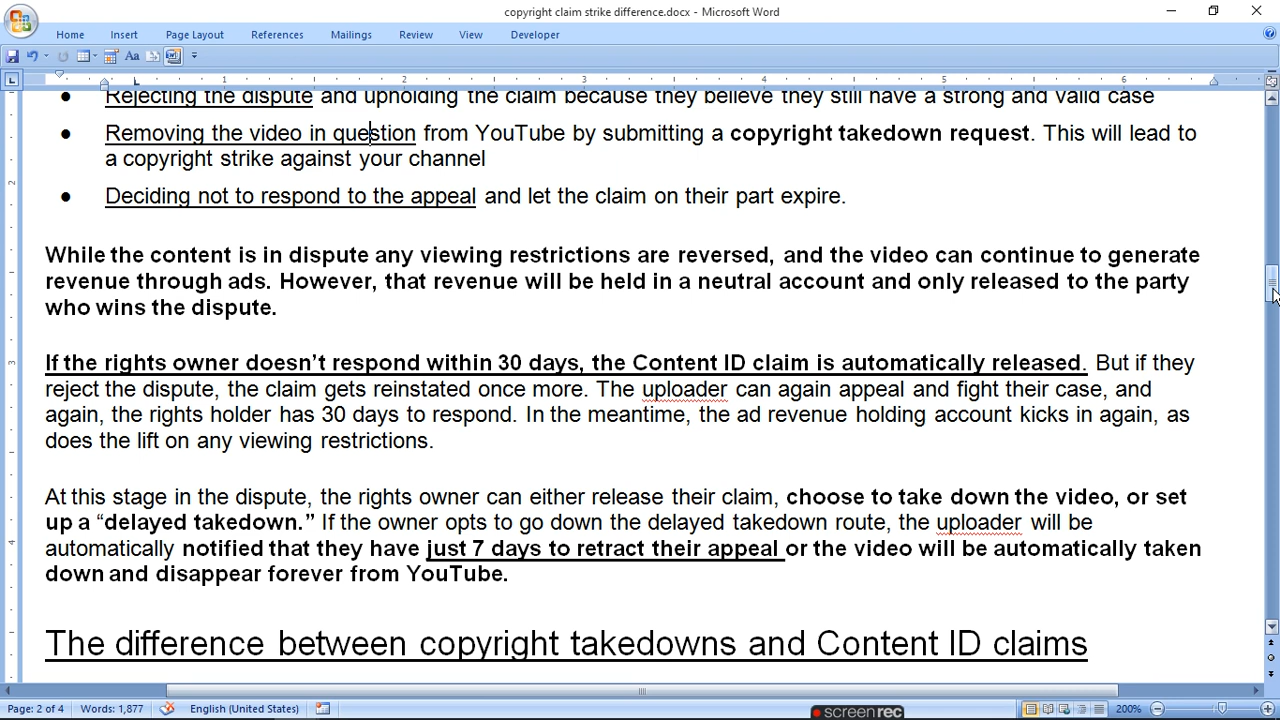 copyright claim strike difference.docx - Microsoft Word
Home Insert Page Layout References Mailings Review View Developer
Aa
1 2 3 4 5 6
Rejecting the dispute and upholding the claim because they believe they still have a strong and valid case
Removing the video in question from YouTube by submitting a copyright takedown request. This will lead to
a copyright strike against your channel
Deciding not to respond to the appeal and let the claim on their part expire.
While the content is in dispute any viewing restrictions are reversed, and the video can continue to generate
revenue through ads. However, that revenue will be held in a neutral account and only released to the party
who wins the dispute.
If the rights owner doesn’t respond within 30 days, the Content ID claim is automatically released. But if they
reject the dispute, the claim gets reinstated once more. The uploader can again appeal and fight their case, and
again, the rights holder has 30 days to respond. In the meantime, the ad revenue holding account kicks in again, as
does the lift on any viewing restrictions.
At this stage in the dispute, the rights owner can either release their claim, choose to take down the video, or set
up a “delayed takedown.” If the owner opts to go down the delayed takedown route, the uploader will be
automatically notified that they have just 7 days to retract their appeal or the video will be automatically taken
down and disappear forever from YouTube.
The difference between copyright takedowns and Content ID claims
Page: 2 of 4 Words: 1,877 English (United States) 200%
screenrec